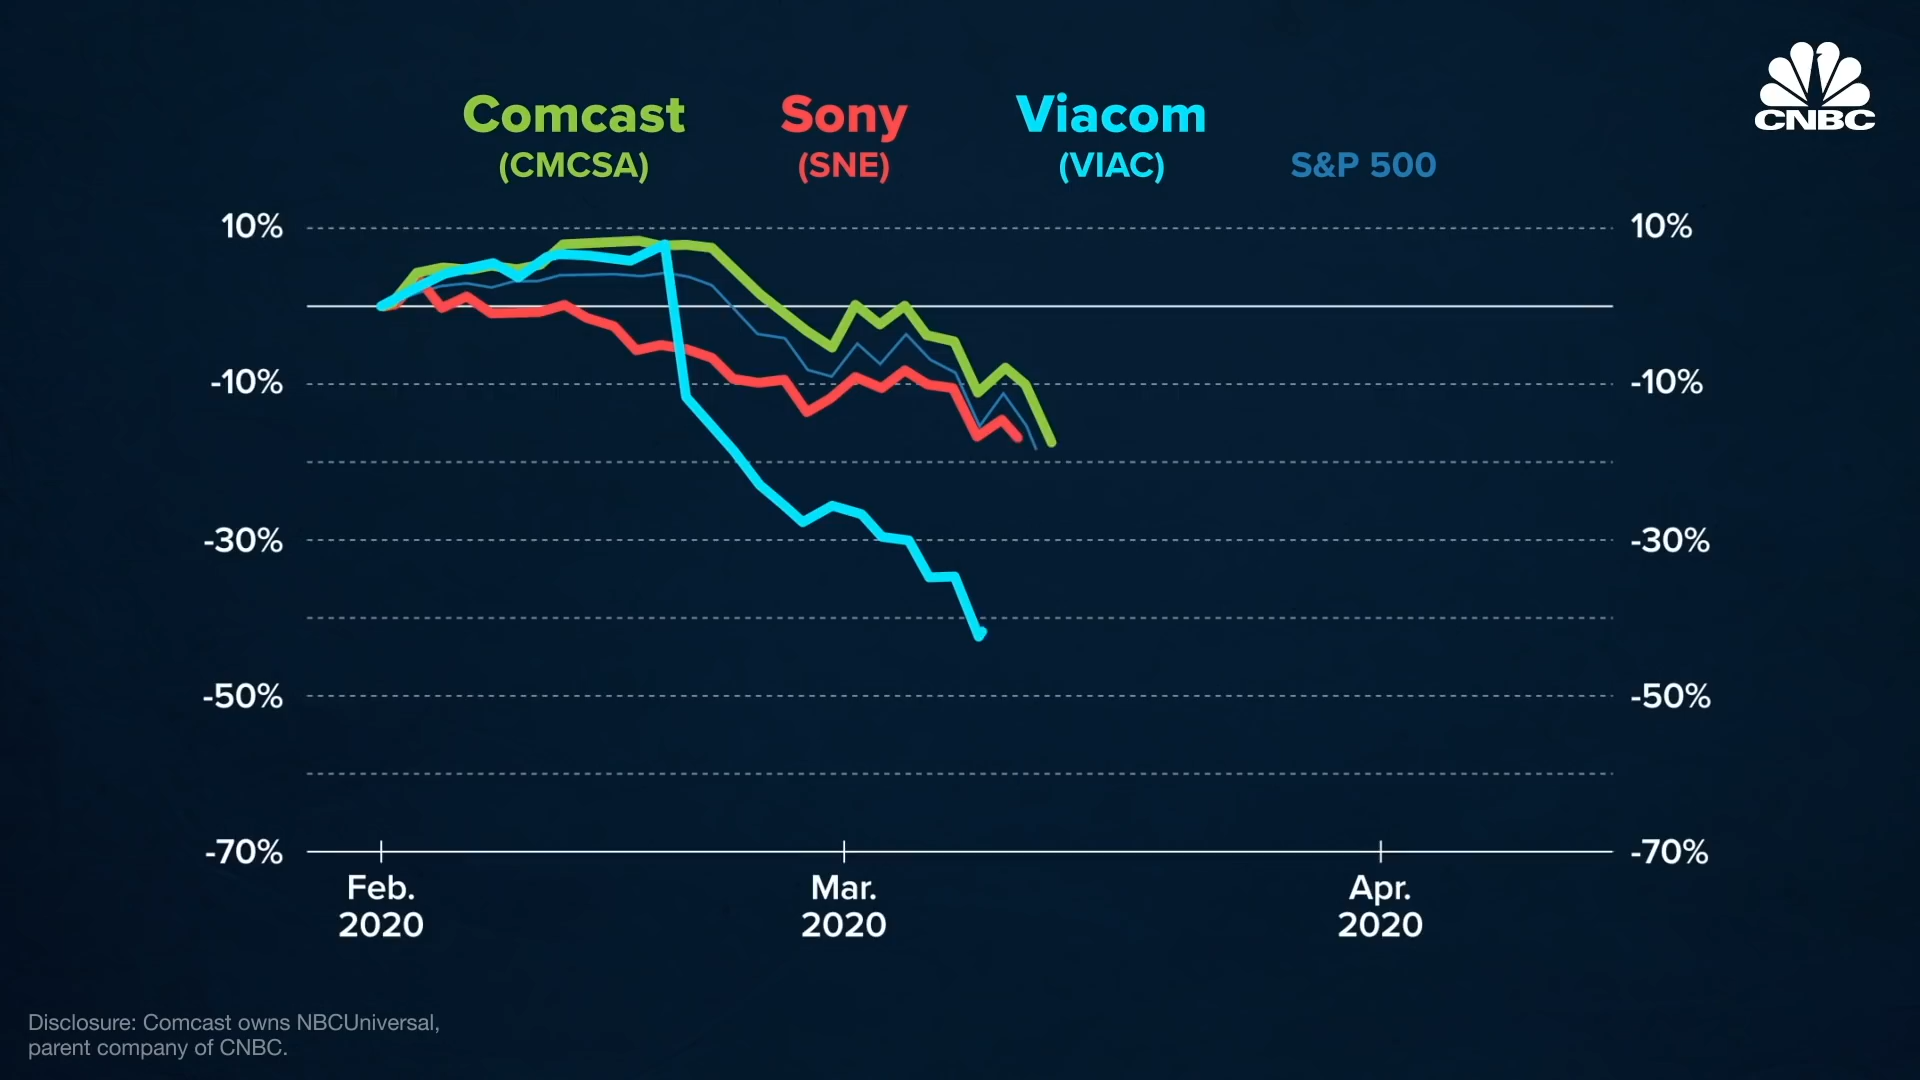 CNBC
Comcast Sony Viacom
(CMCSA) (SNE) (VIAC) S&P 500
10% 10%
-10% -10%
-30% -30%
-50% -50%
-70% -70%
Feb. Mar. Apr.
2020 2020 2020
Disclosure: Comcast owns NBCUniversal,
parent company of CNBC.